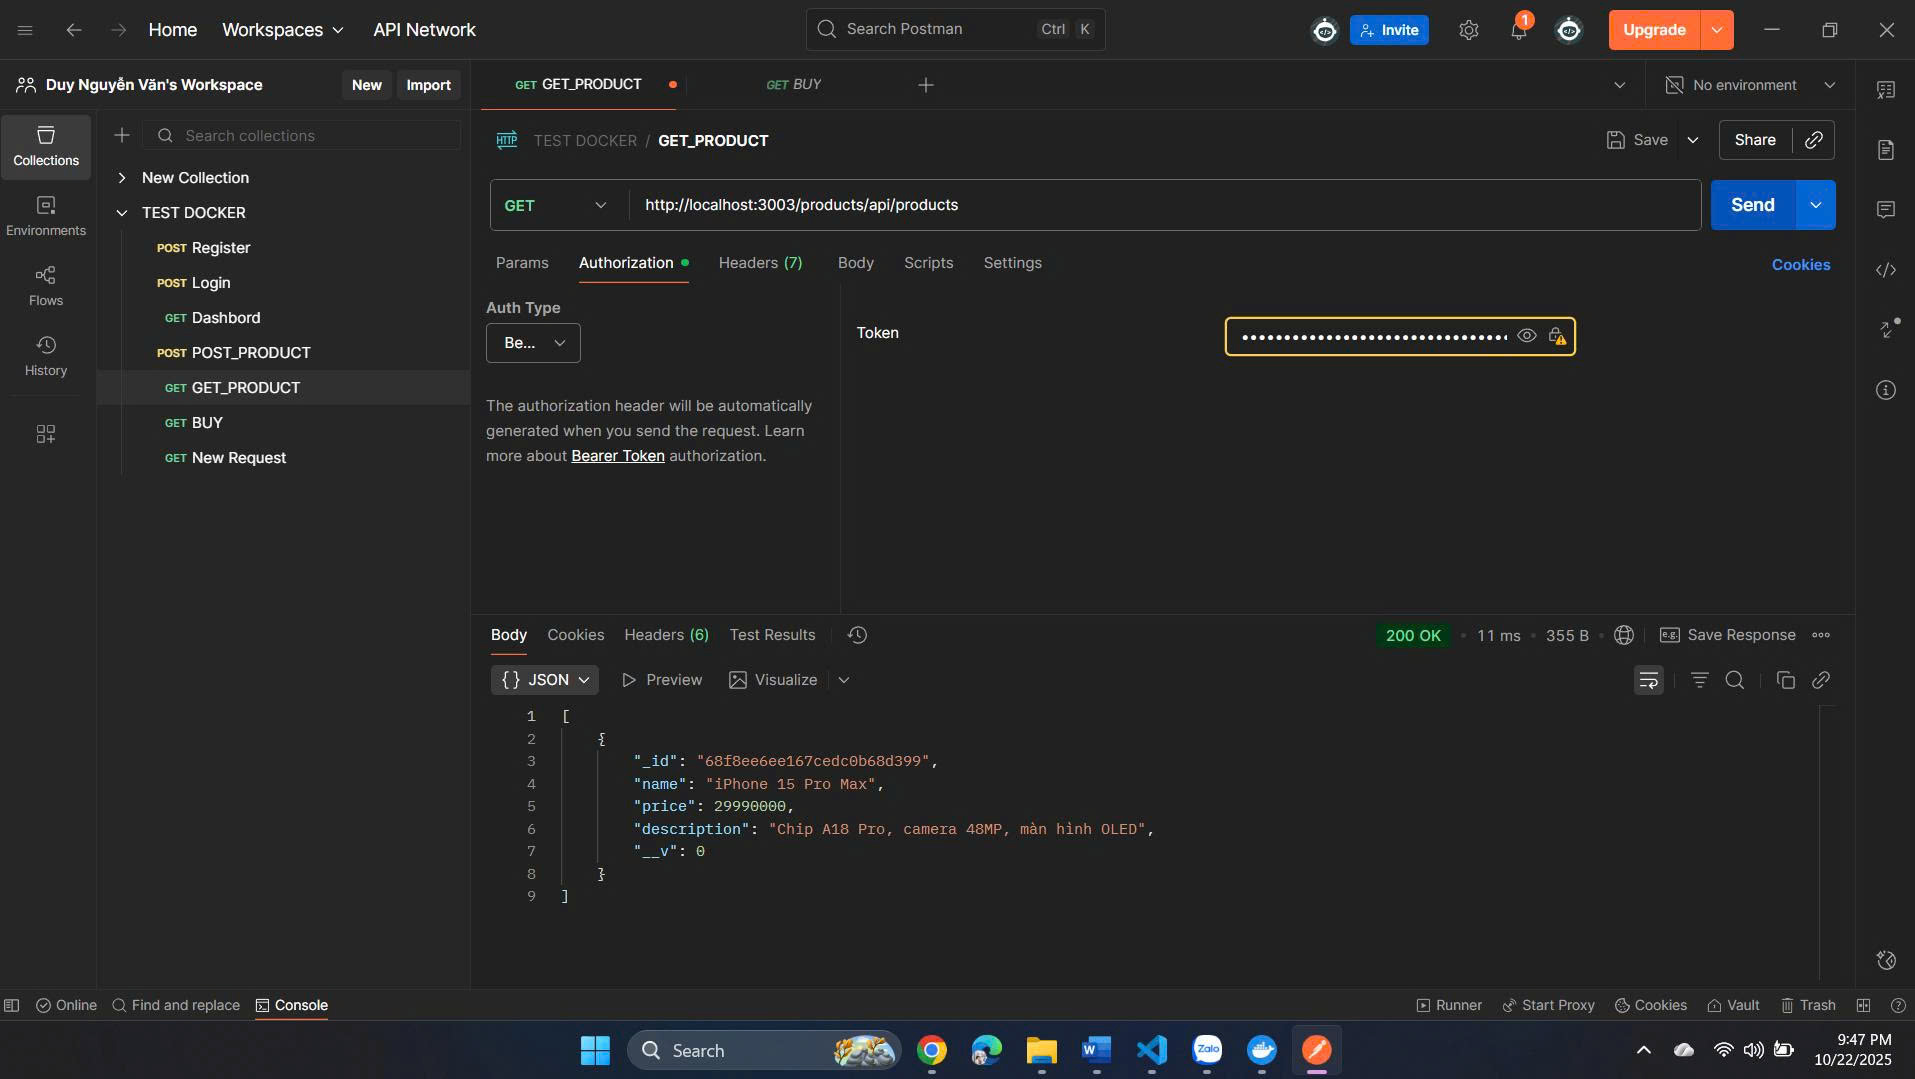 Home
Workspaces
API Network
Search Postman
Ctrl K
Invite
1
Upgrade
Duy Nguyễn Văn's Workspace
New
Import
GET GET_PRODUCT
GET BUY
No environment
Collections
Environments
Flows
History
Search collections
New Collection
TEST DOCKER
POST Register
POST Login
GET Dashbord
POST POST_PRODUCT
GET GET_PRODUCT
GET BUY
GET New Request
HTTP TEST DOCKER / GET_PRODUCT
Save
Share
GET
http://localhost:3003/products/api/products
Send
Params
Authorization
Headers (7)
Body
Scripts
Settings
Cookies
Auth Type
Be...
Token
The authorization header will be automatically
generated when you send the request. Learn
more about Bearer Token authorization.
Body
Cookies
Headers (6)
Test Results
200 OK
11 ms
355 B
e.g. Save Response
{} JSON
Preview
Visualize
1 [
2 {
3 "_id": "68f8ee6ee167cedc0b68d399",
4 "name": "iPhone 15 Pro Max",
5 "price": 29990000,
6 "description": "Chip A18 Pro, camera 48MP, màn hình OLED",
7 "__v": 0
8 }
9 ]
Online
Find and replace
Console
Runner
Start Proxy
Cookies
Vault
Trash
Search
Zalo
9:47 PM
10/22/2025